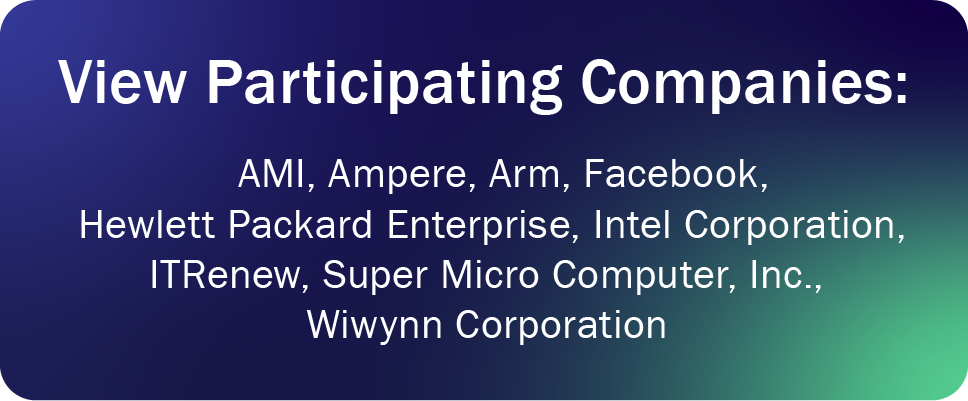 View Participating Companies:
AMI, Ampere, Arm, Facebook,
Hewlett Packard Enterprise, Intel Corporation,
ITRenew, Super Micro Computer, Inc.,
Wiwynn Corporation